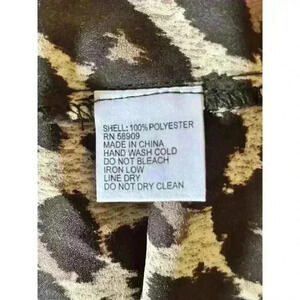 SHELL: 100% POLYESTER
RN 58909
MADE IN CHINA
HAND WASH COLD
DO NOT BLEACH
IRON LOW
LINE DRY
DO NOT DRY CLEAN